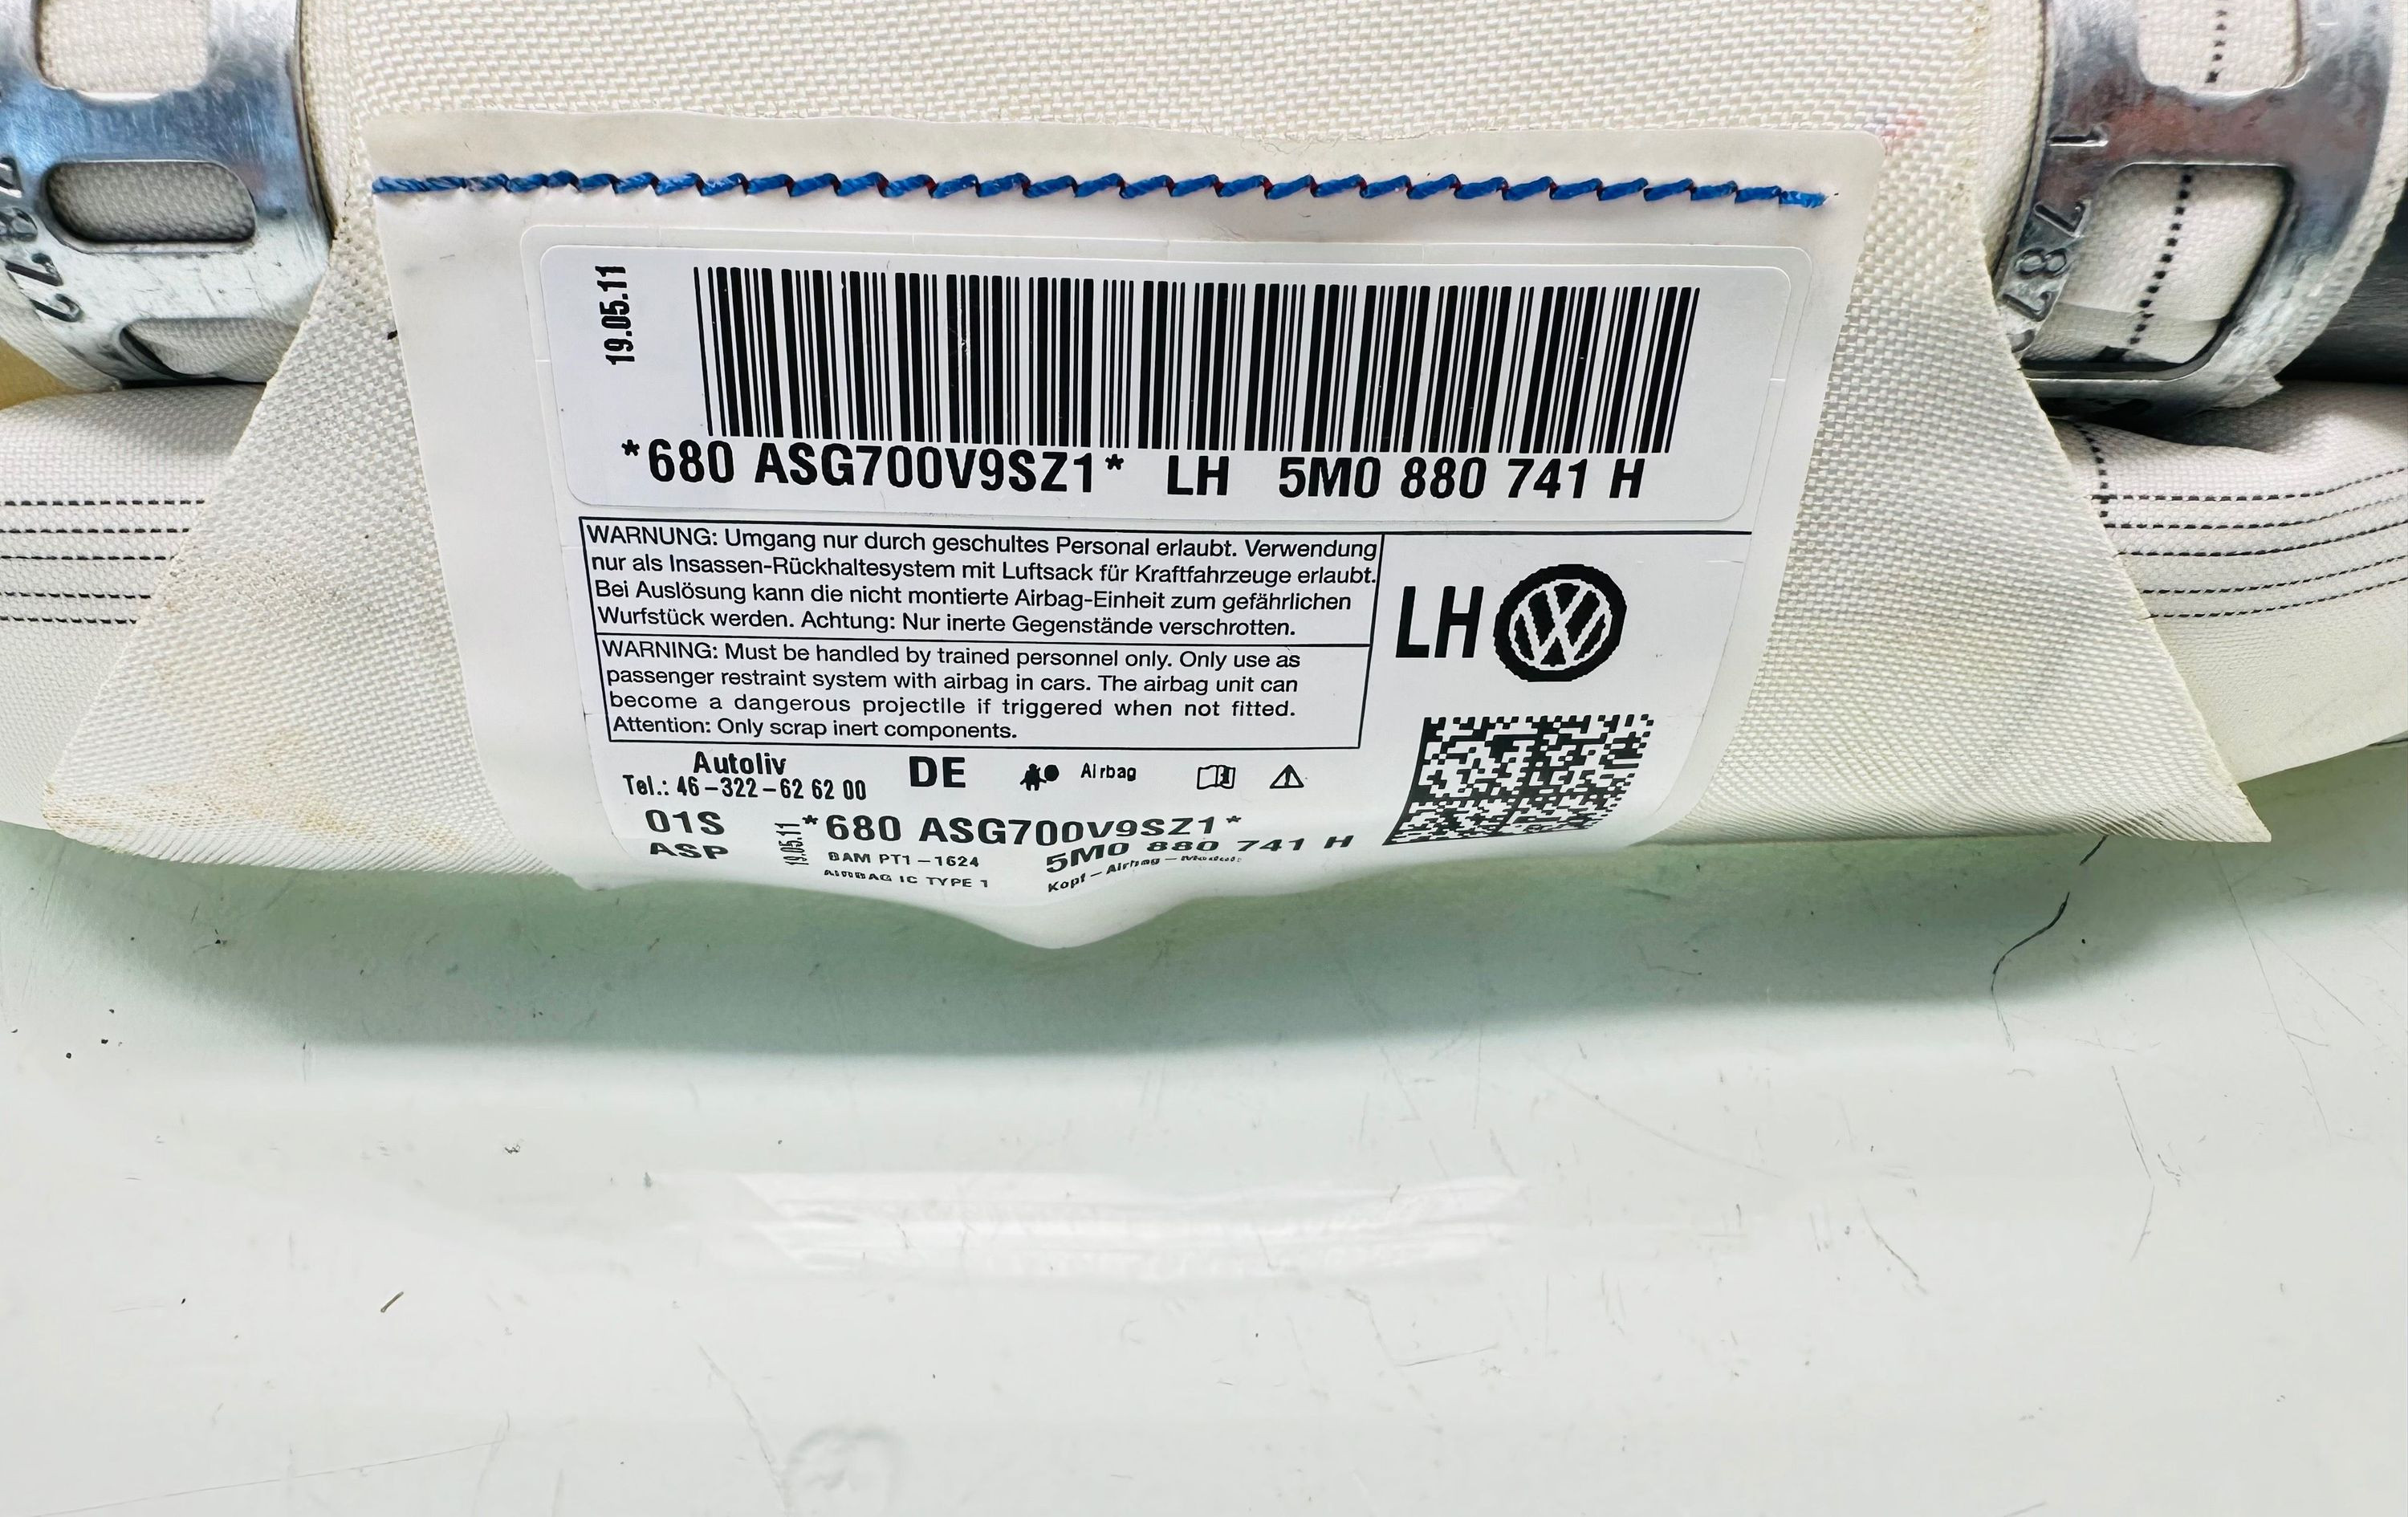 19.05.11
*680 ASG700V9SZ1* LH 5M0 880 741 H
WARNUNG: Umgang nur durch geschultes Personal erlaubt. Verwendung
nur als Insassen-Rückhaltesystem mit Luftsack für Kraftfahrzeuge erlaubt.
Bei Auslösung kann die nicht montierte Airbag-Einheit zum gefährlichen
Wurfstück werden. Achtung: Nur inerte Gegenstände verschrotten.
WARNING: Must be handled by trained personnel only. Only use as
passenger restraint system with airbag in cars. The airbag unit can
become a dangerous projectile if triggered when not fitted.
Attention: Only scrap inert components.
LH
Autoliv
Tel.: 46-322-62 62 00
DE
Airbag
01S
ASP
19.05.11
*680 ASG700V9SZ1*
BAM PT1-1624
5M0 880 741 H
AIRBAG IC TYPE 1
Kopf-Airbag-